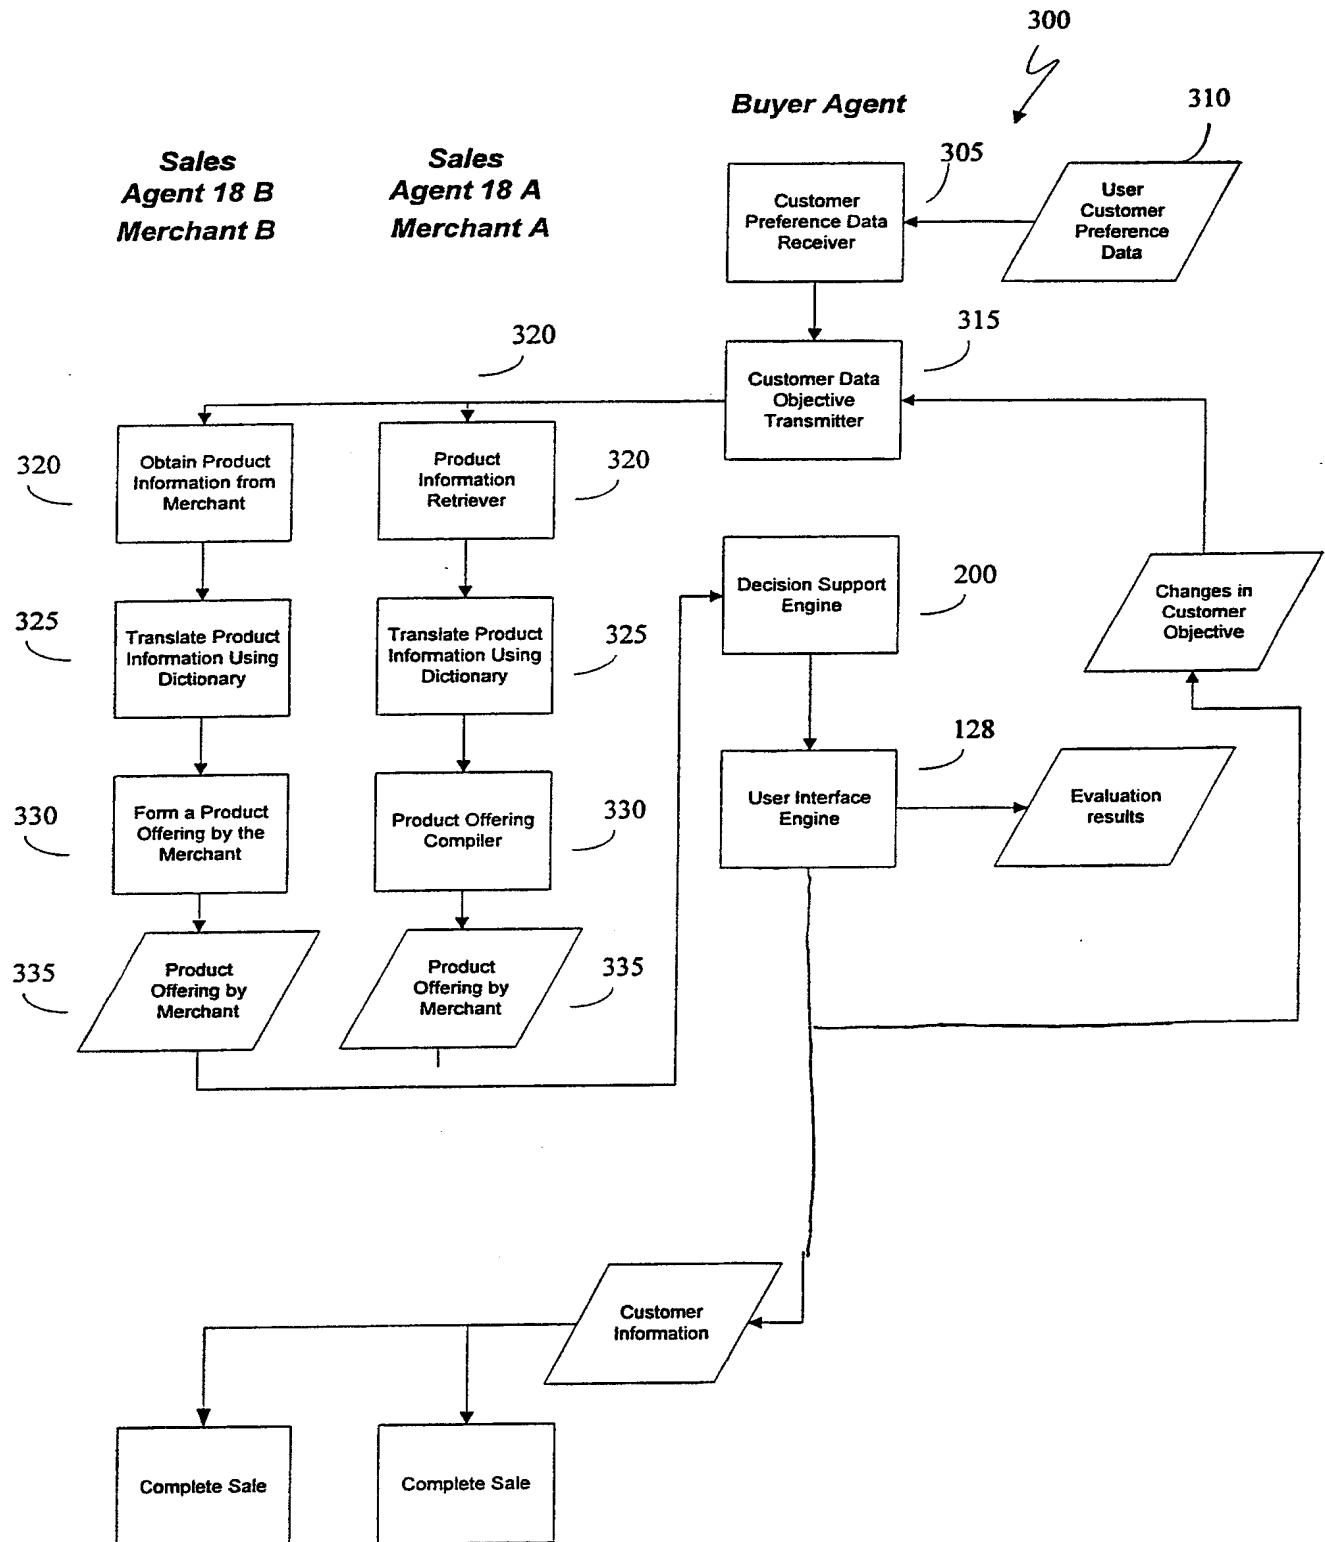 300
Buyer Agent
310
305
Sales
Agent 18 B
Merchant B
Sales
Agent 18 A
Merchant A
Customer
Preference Data
Receiver
User
Customer
Preference
Data
320
315
Customer Data
Objective
Transmitter
320
Obtain Product
Information from
Merchant
Product
Information
Retriever
320
Decision Support
Engine
200
Changes in
Customer
Objective
325
Translate Product
Information Using
Dictionary
Translate Product
Information Using
Dictionary
325
128
User Interface
Engine
Evaluation
results
330
Form a Product
Offering by the
Merchant
Product Offering
Compiler
330
335
Product
Offering by
Merchant
Product
Offering by
Merchant
335
Customer
Information
Complete Sale
Complete Sale